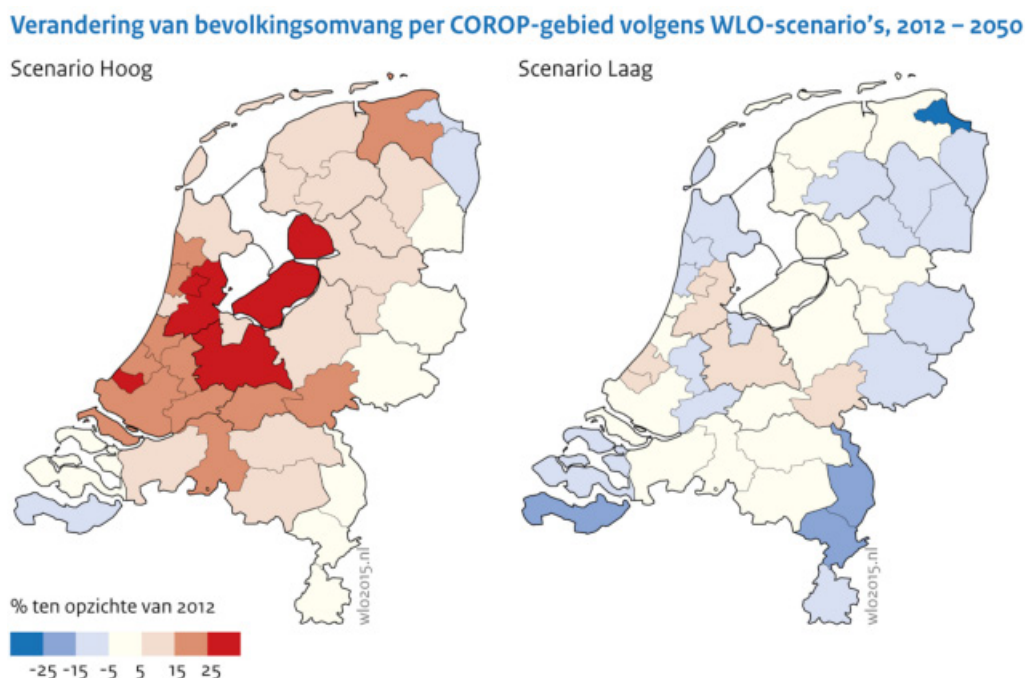 Verandering van bevolkingsomvang per COROP-gebied volgens WLO-scenario's, 2012 – 2050
Scenario Hoog
Scenario Laag
wlo2015.nl
wlo2015.nl
% ten opzichte van 2012
-25 -15 -5 5 15 25